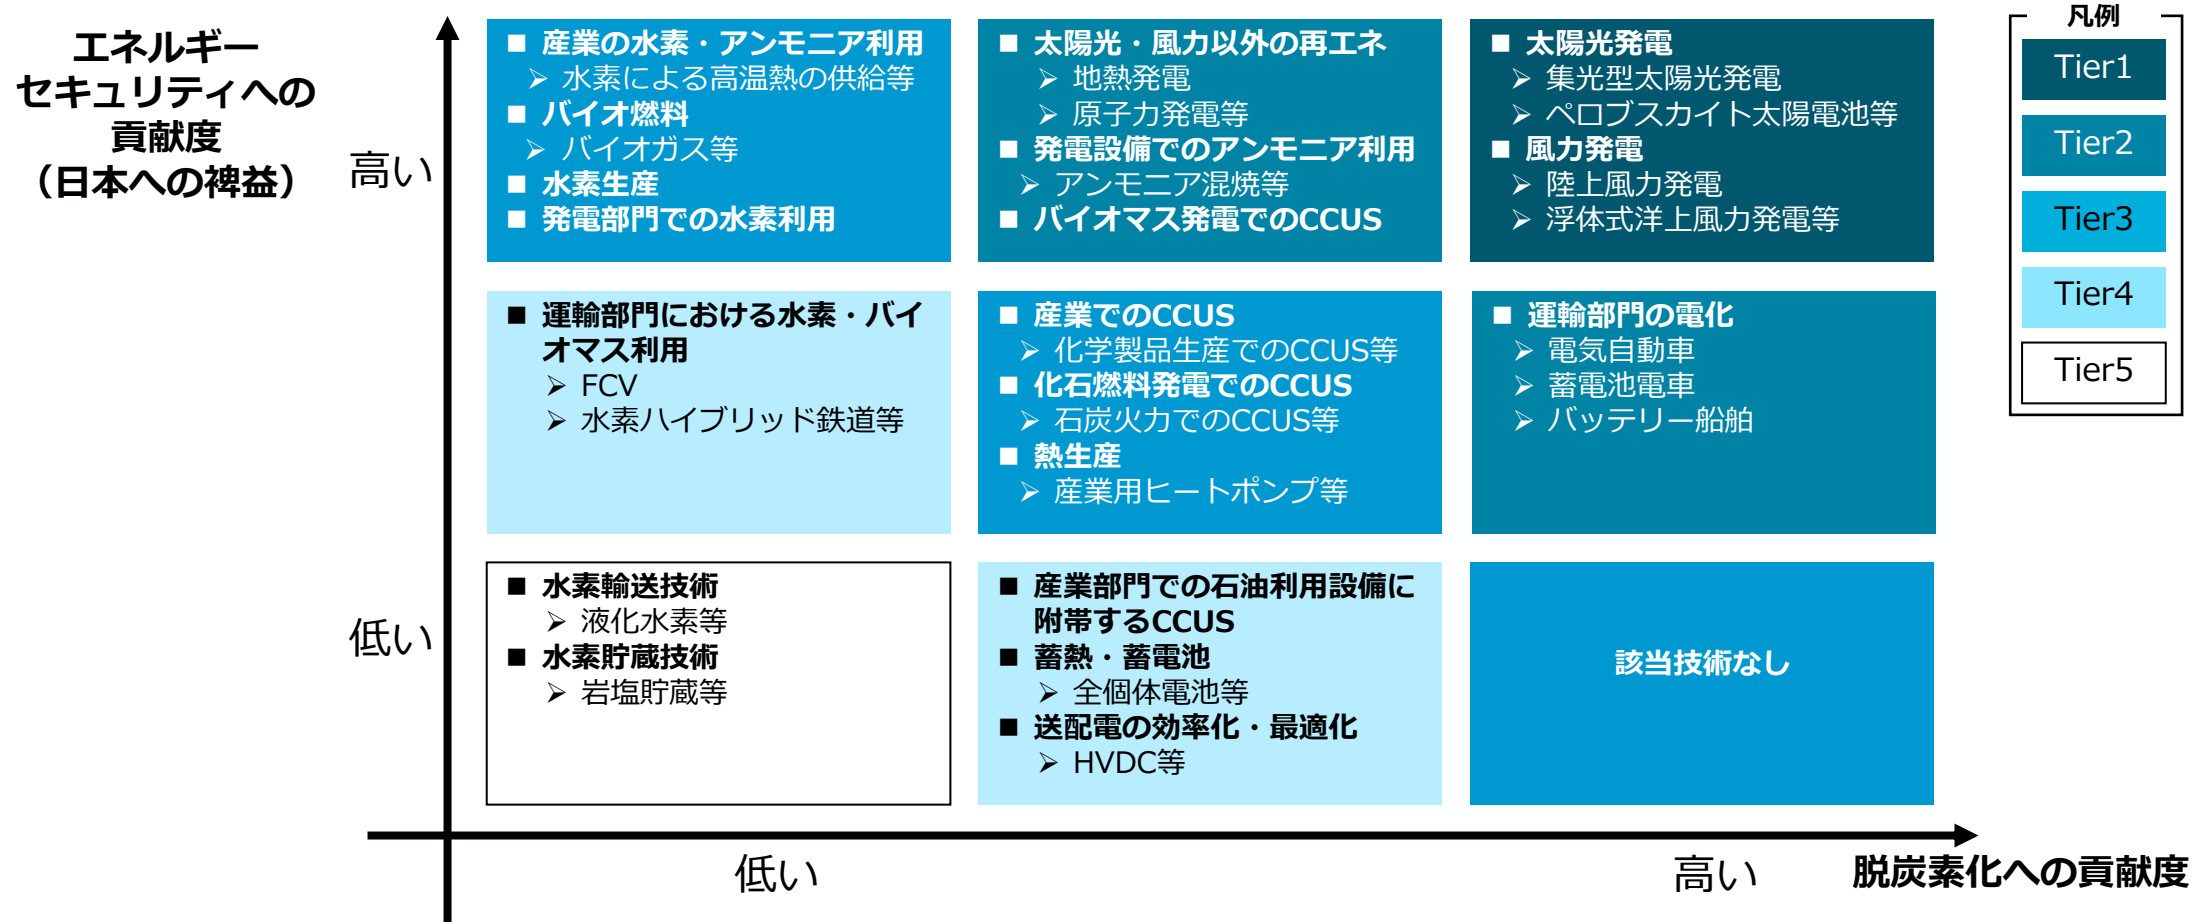 エネルギー
セキュリティへの
貢献度
（日本への裨益）
高い
低い
■ 産業の水素・アンモニア利用
➢ 水素による高温熱の供給等
■ バイオ燃料
➢ バイオガス等
■ 水素生産
■ 発電部門での水素利用
■ 太陽光・風力以外の再エネ
➢ 地熱発電
➢ 原子力発電等
■ 発電設備でのアンモニア利用
➢ アンモニア混焼等
■ バイオマス発電でのCCUS
■ 太陽光発電
➢ 集光型太陽光発電
➢ ペロブスカイト太陽電池等
■ 風力発電
➢ 陸上風力発電
➢ 浮体式洋上風力発電等
■ 運輸部門における水素・バイ
オマス利用
➢ FCV
➢ 水素ハイブリッド鉄道等
■ 産業でのCCUS
➢ 化学製品生産でのCCUS等
■ 化石燃料発電でのCCUS
➢ 石炭火力でのCCUS等
■ 熱生産
➢ 産業用ヒートポンプ等
■ 運輸部門の電化
➢ 電気自動車
➢ 蓄電池電車
➢ バッテリー船舶
■ 水素輸送技術
➢ 液化水素等
■ 水素貯蔵技術
➢ 岩塩貯蔵等
■ 産業部門での石油利用設備に
附帯するCCUS
■ 蓄熱・蓄電池
➢ 全個体電池等
■ 送配電の効率化・最適化
➢ HVDC等
該当技術なし
低い
高い
脱炭素化への貢献度
凡例
Tier1
Tier2
Tier3
Tier4
Tier5